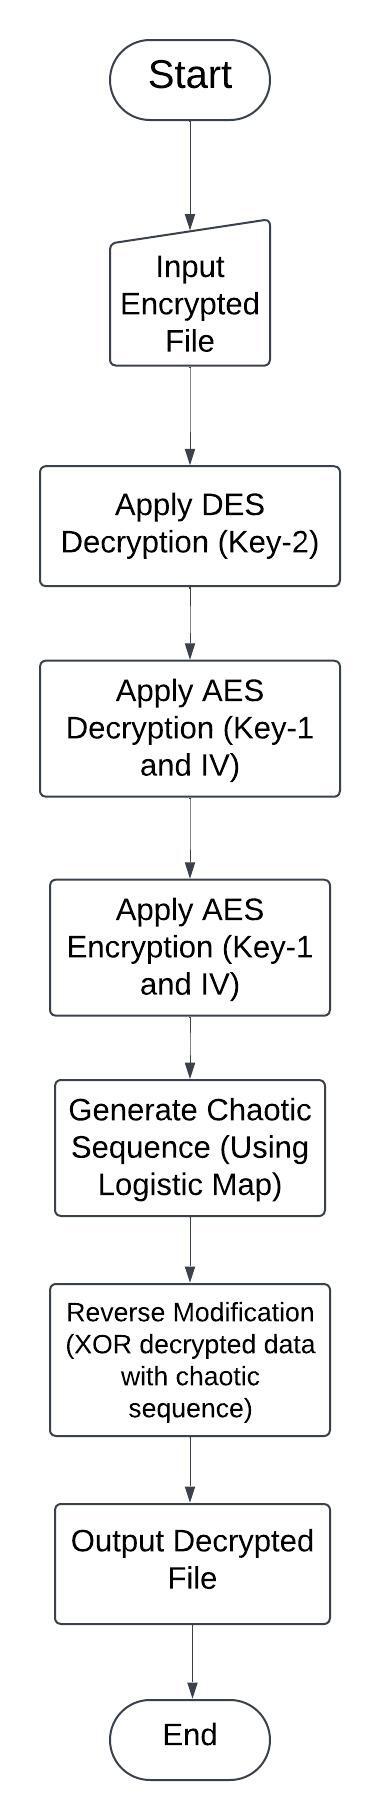 Start
Input
Encrypted
File
Apply DES
Decryption (Key-2)
Apply AES
Decryption (Key-1
and IV)
Apply AES
Encryption (Key-1
and IV)
Generate Chaotic
Sequence (Using
Logistic Map)
Reverse Modification
(XOR decrypted data
with chaotic
sequence)
Output Decrypted
File
End